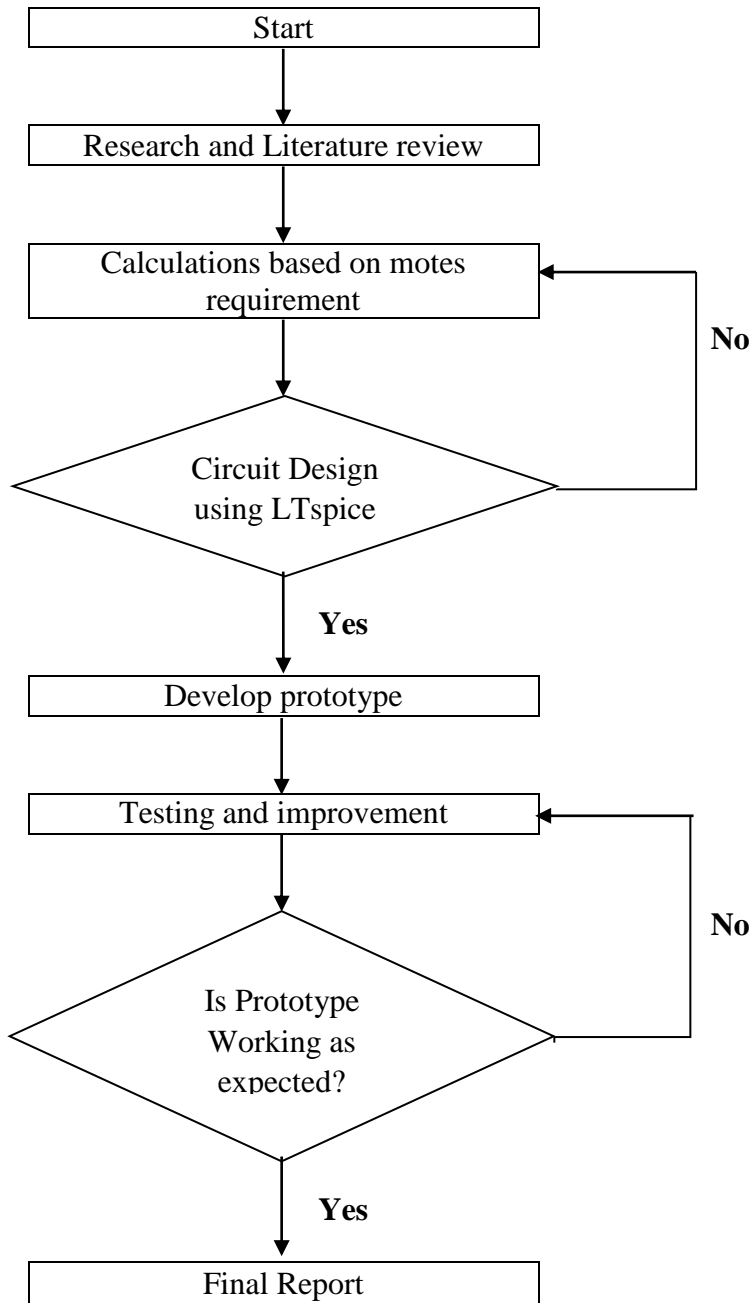 Start
Research and Literature review
Calculations based on motes
requirement
No
Circuit Design
using LTspice
Yes
Develop prototype
Testing and improvement
No
Is Prototype
Working as
expected?
Yes
Final Report